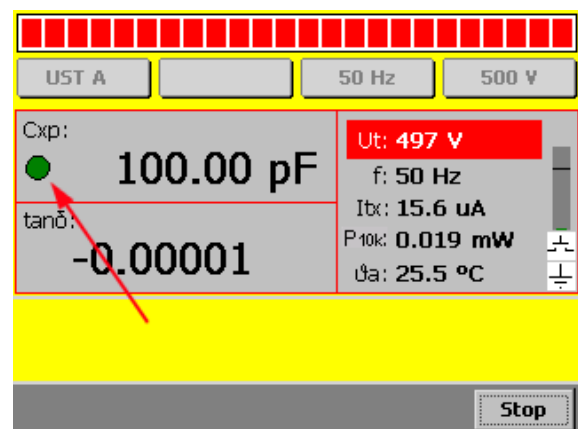 UST A 50 Hz 500 V
Cxp:
100.00 pF
tanδ:
-0.00001
Ut: 497 V
f: 50 Hz
Itx: 15.6 uA
P10k: 0.019 mW
ϑa: 25.5 ºC
Stop